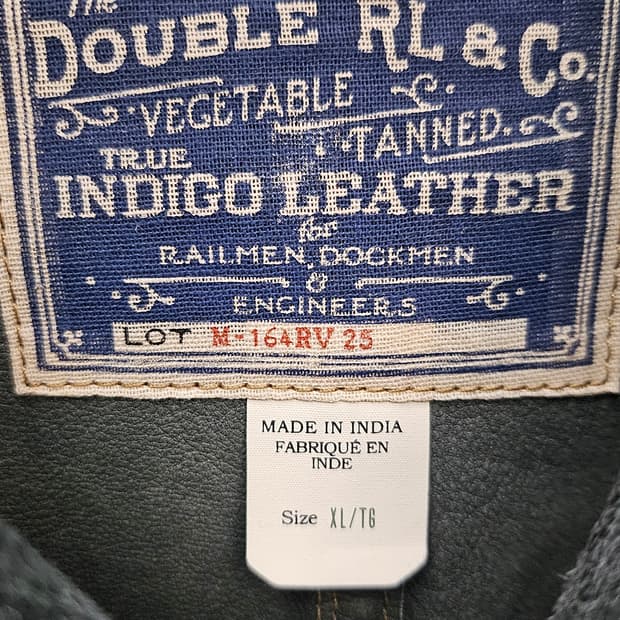 The
DOUBLE RL & Co.
VEGETABLE
TANNED.
TRUE
INDIGO LEATHER
for
RAILMEN, DOCKMEN
&
ENGINEERS
LOT M-164RV 25
MADE IN INDIA
FABRIQUÉ EN
INDE
Size XL/TG